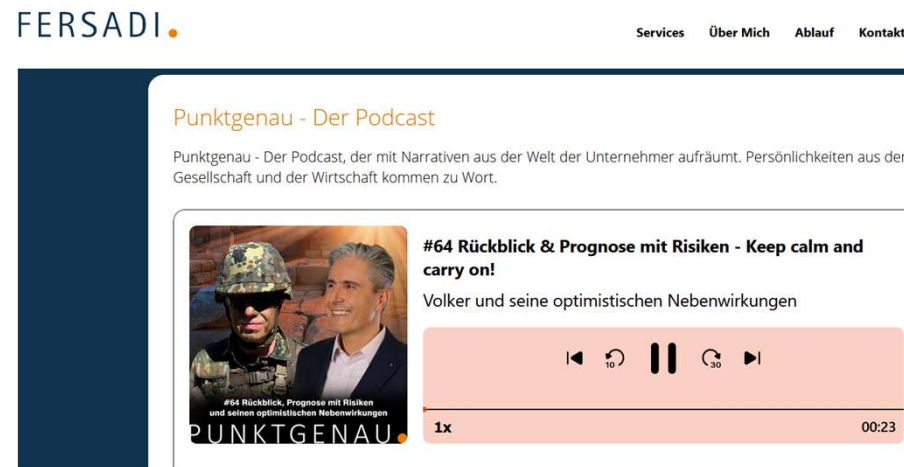 FERSADI.
Services Über Mich Ablauf Kontakt
Punktgenau - Der Podcast
Punktgenau - Der Podcast, der mit Narrativen aus der Welt der Unternehmer aufräumt. Persönlichkeiten aus der
Gesellschaft und der Wirtschaft kommen zu Wort.
#64 Rückblick & Prognose mit Risiken - Keep calm and
carry on!
Volker und seine optimistischen Nebenwirkungen
10 30
#64 Rückblick, Prognose mit Risiken
und seinen optimistischen Nebenwirkungen
PUNKTGENAU.
1x 00:23